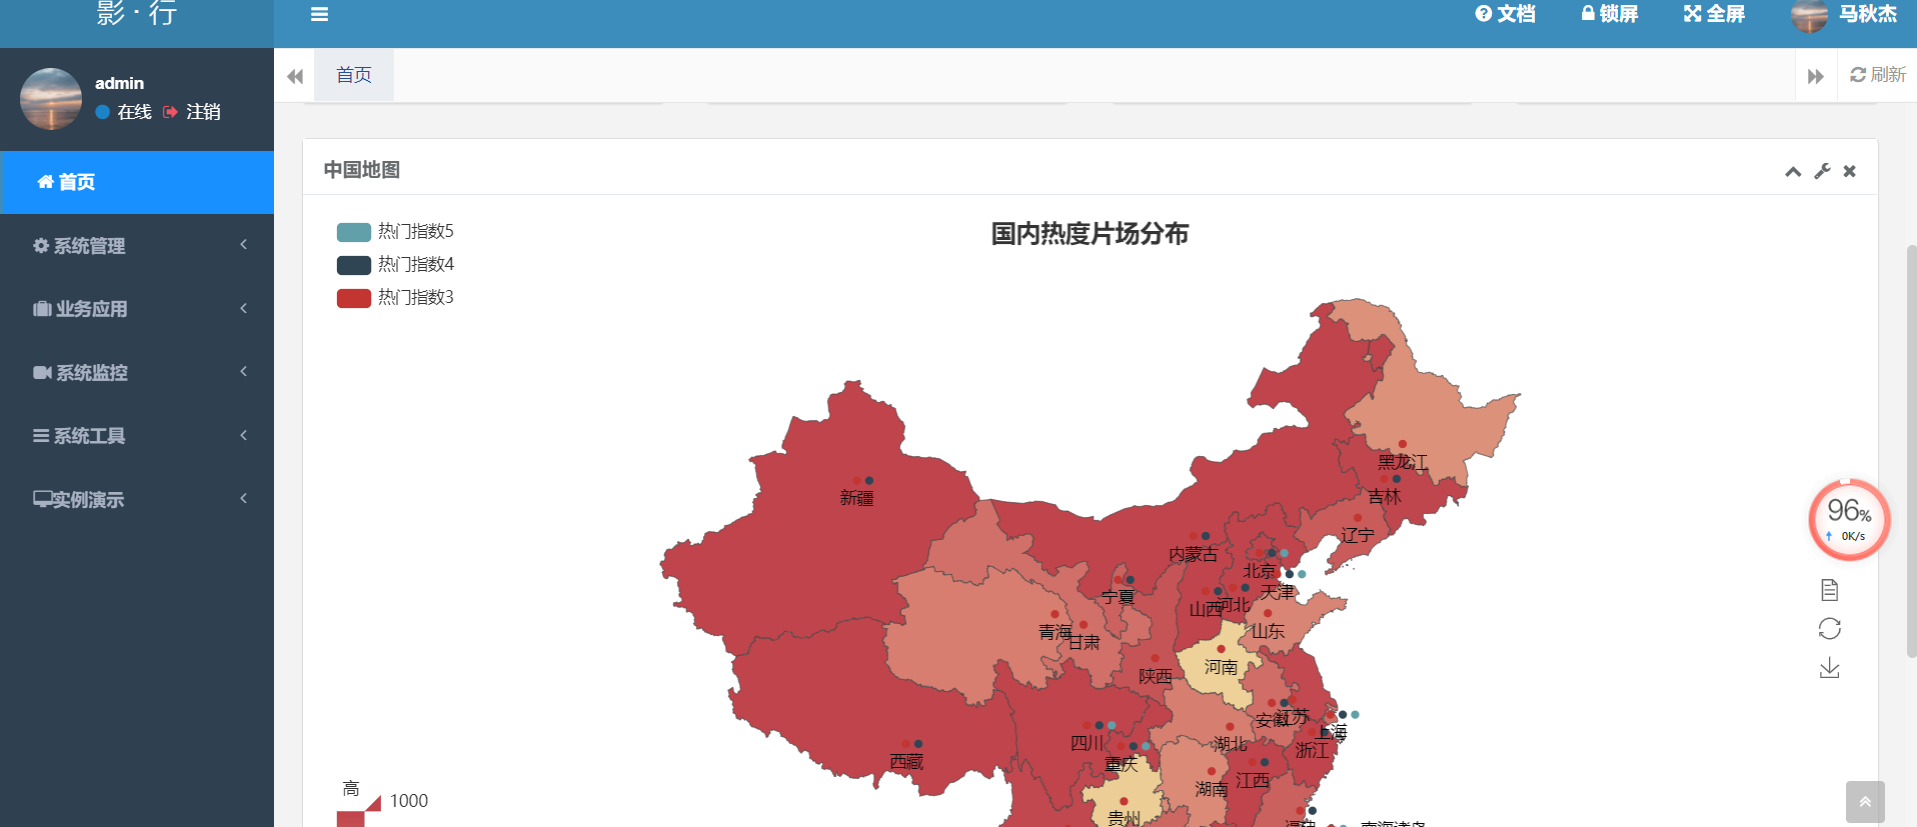 影 · 行
文档
锁屏
全屏
马秋杰
admin
在线 注销
首页
刷新
首页
系统管理
业务应用
系统监控
系统工具
实例演示
中国地图
热门指数5
热门指数4
热门指数3
国内热度片场分布
黑龙江
新疆
吉林
辽宁
内蒙古
北京
天津
宁夏
山西
河北
青海
甘肃
山东
陕西
河南
安徽
江苏
上海
四川
湖北
浙江
西藏
重庆
江西
湖南
贵州
福建
南海诸岛
高
1000
96%
0K/s